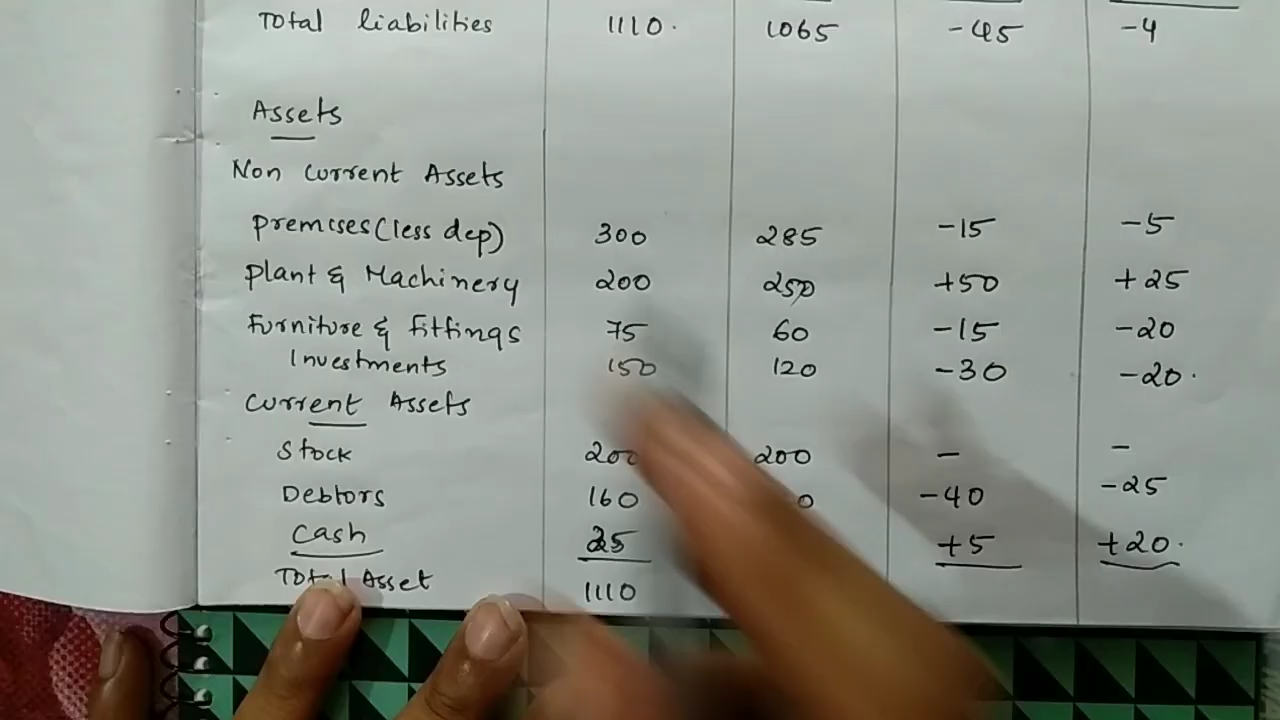 Total liabilities 1110. 1065 -45 -4
Assets
Non current Assets
premises(less dep) 300 285 -15 -5
plant & Machinery 200 250 +50 +25
Furniture & Fittings 75 60 -15 -20
Investments 150 120 -30 -20.
current Assets
Stock 200 200 - -
Debtors 160 -40 -25
Cash 25 +5 +20.
Total Asset 1110